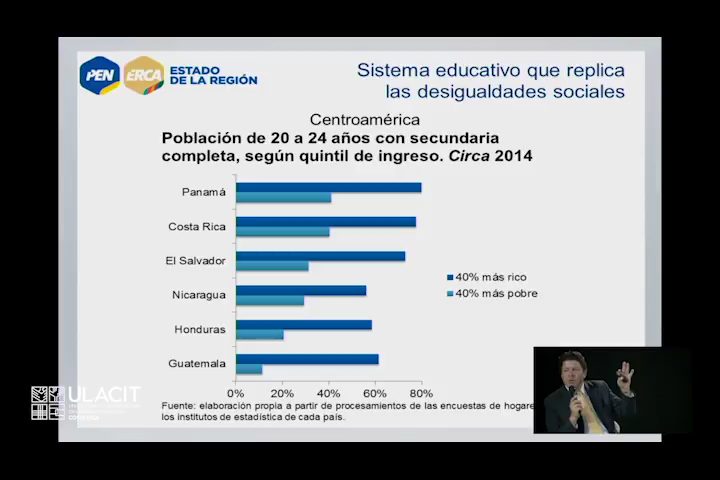 PEN
ERCA
ESTADO
DE LA REGIÓN
Sistema educativo que replica
las desigualdades sociales
Centroamérica
Población de 20 a 24 años con secundaria
completa, según quintil de ingreso. Circa 2014
Panamá
Costa Rica
El Salvador
Nicaragua
Honduras
Guatemala
40% más rico
40% más pobre
0% 20% 40% 60% 80%
Fuente: elaboración propia a partir de procesamientos de las encuestas de hogare
los institutos de estadística de cada país.
ULACIT